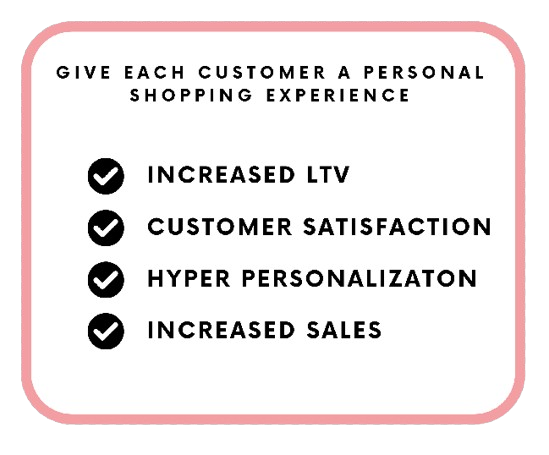 GIVE EACH CUSTOMER A PERSONAL
SHOPPING EXPERIENCE
INCREASED LTV
CUSTOMER SATISFACTION
HYPER PERSONALIZATON
INCREASED SALES